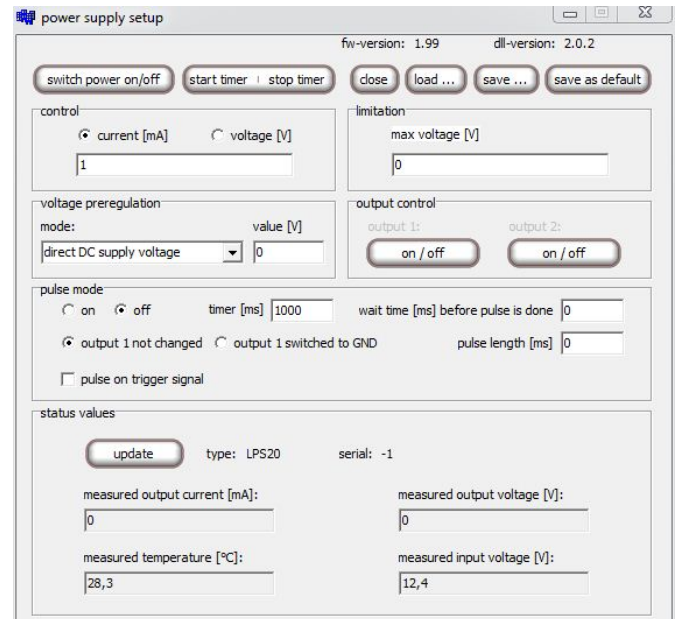 power supply setup
fw-version: 1.99 dll-version: 2.0.2
switch power on/off start timer stop timer close load ... save ... save as default
control limitation
current [mA] voltage [V] max voltage [V]
1 0
voltage preregulation output control
mode: value [V] output 1: output 2:
direct DC supply voltage 0 on / off on / off
pulse mode
on off timer [ms] 1000 wait time [ms] before pulse is done 0
output 1 not changed output 1 switched to GND pulse length [ms] 0
pulse on trigger signal
status values
update type: LPS20 serial: -1
measured output current [mA]: measured output voltage [V]:
0 0
measured temperature [°C]: measured input voltage [V]:
28,3 12,4